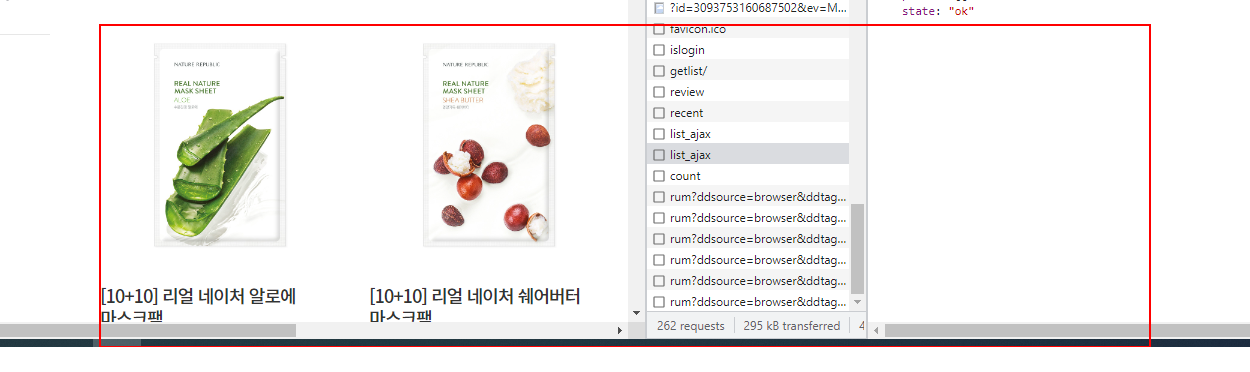 NATURE REPUBLIC
REAL NATURE
MASK SHEET
ALOE
NATURE REPUBLIC
REAL NATURE
MASK SHEET
SHEA BUTTER
[10+10] 리얼 네이처 알로에
마스크팩
[10+10] 리얼 네이처 쉐어버터
마스크팩
?id=3093753160687502&ev=M...
favicon.ico
islogin
getlist/
review
recent
list_ajax
list_ajax
count
rum?ddsource=browser&ddtag...
rum?ddsource=browser&ddtag...
rum?ddsource=browser&ddtag...
rum?ddsource=browser&ddtag...
rum?ddsource=browser&ddtag...
rum?ddsource=browser&ddtag...
262 requests
295 kB transferred
4
state: "ok"